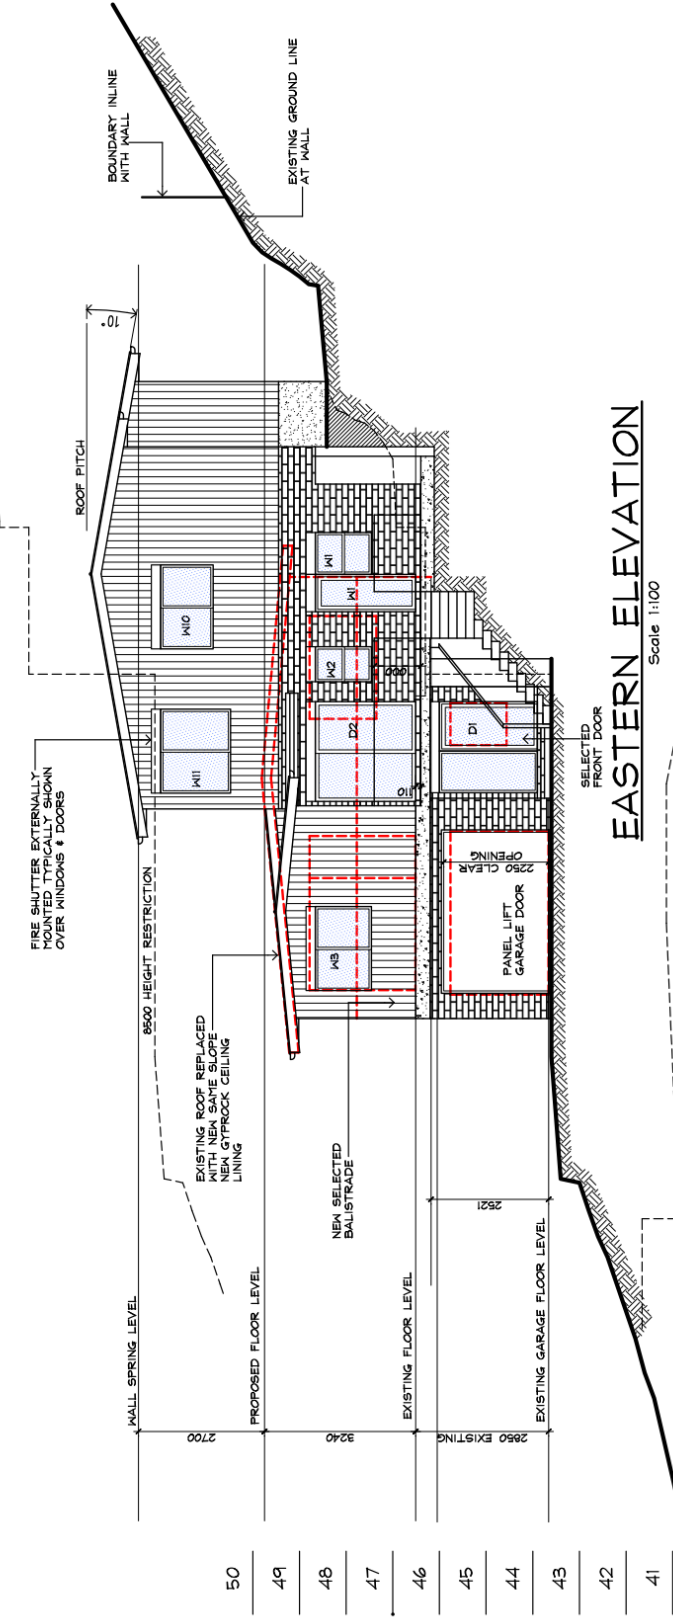 BOUNDARY INLINE
WITH WALL
EXISTING GROUND LINE
AT WALL
10°
ROOF PITCH
FIRE SHUTTER EXTERNALLY
MOUNTED TYPICALLY SHOWN
OVER WINDOWS & DOORS
8500 HEIGHT RESTRICTION
W10
W11
W1
W1
W2
D2
900
110
D1
W3
SELECTED
FRONT DOOR
2250 CLEAR
OPENING
PANEL LIFT
GARAGE DOOR
EXISTING ROOF REPLACED
WITH NEW SAME SLOPE
NEW GYPROCK CEILING
LINING
NEW SELECTED
BALISTRADE
2521
WALL SPRING LEVEL
PROPOSED FLOOR LEVEL
EXISTING FLOOR LEVEL
EXISTING GARAGE FLOOR LEVEL
2700
3240
2850 EXISTING
50
49
48
47
46
45
44
43
42
41
EASTERN ELEVATION
Scale 1:100